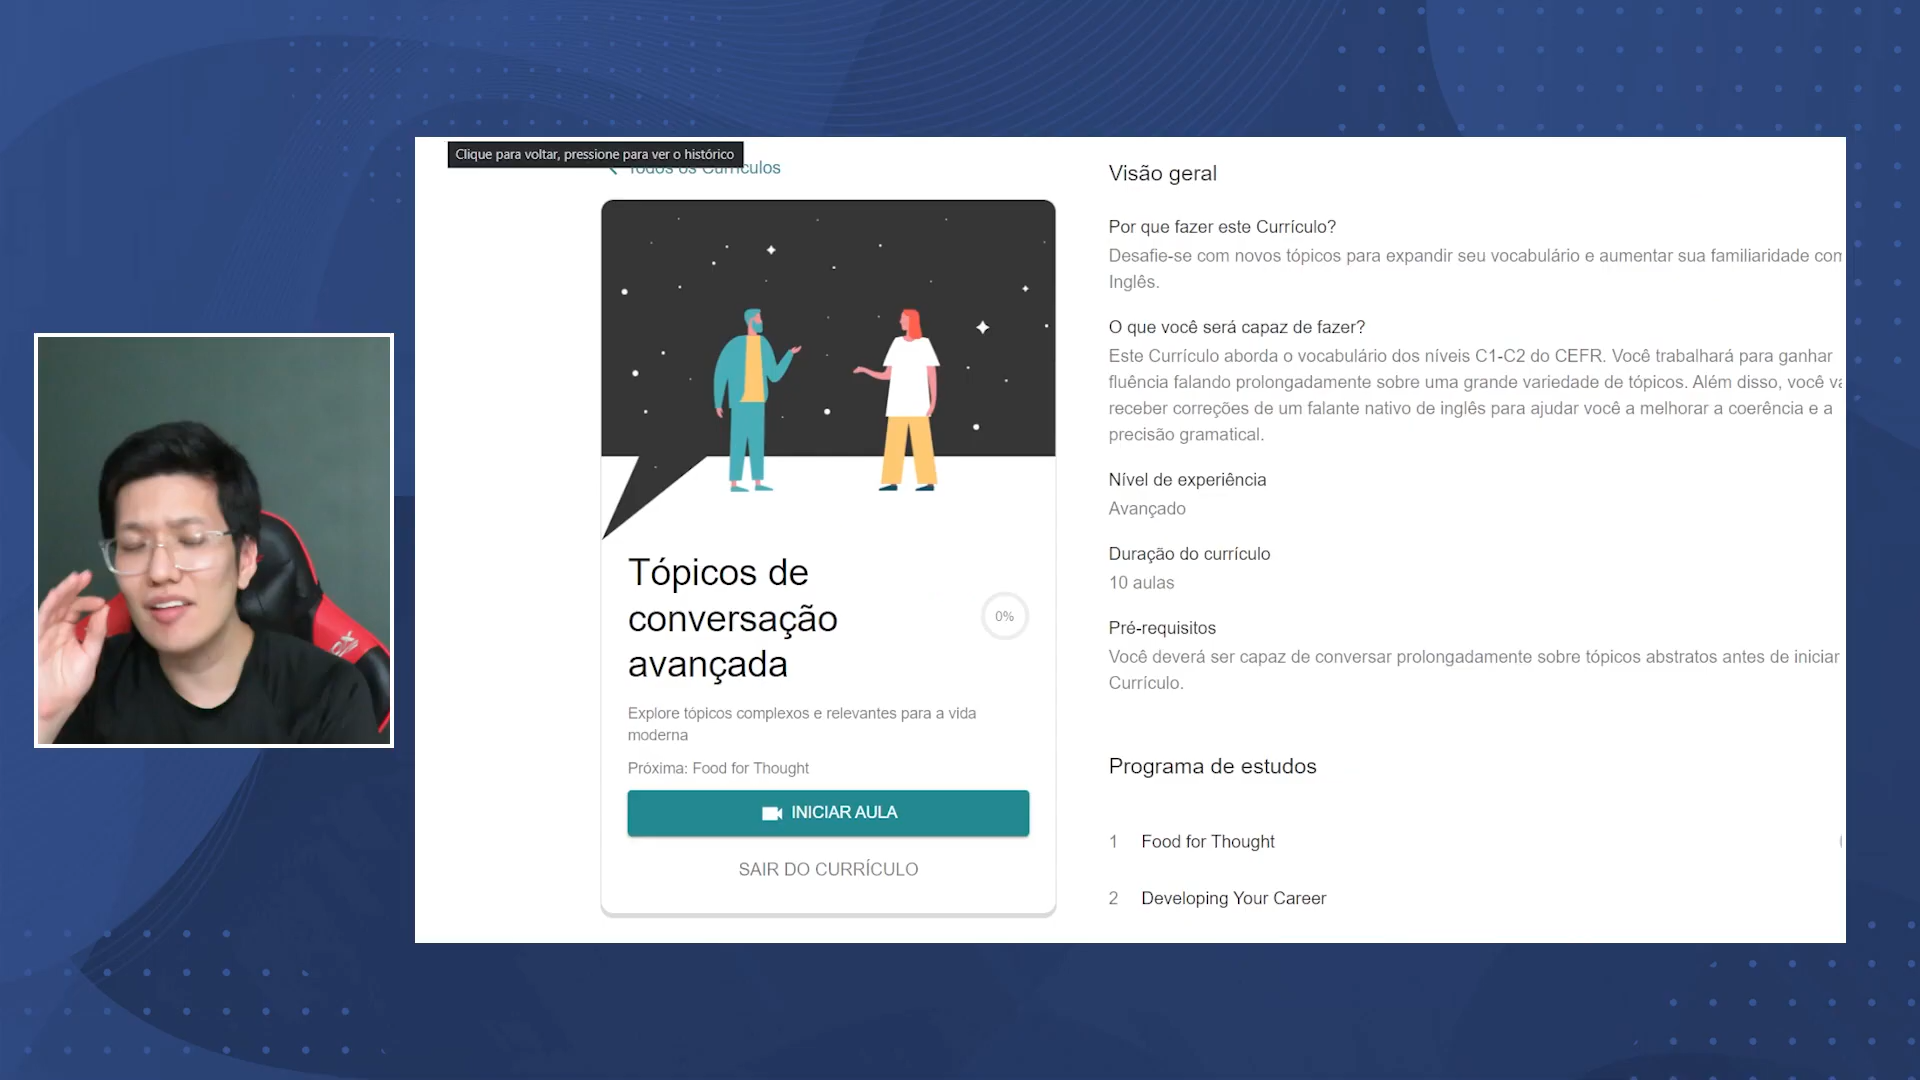 Clique para voltar, pressione para ver o histórico
Todos os Currículos
Tópicos de
conversação
avançada
0%
Explore tópicos complexos e relevantes para a vida
moderna
Próxima: Food for Thought
INICIAR AULA
SAIR DO CURRÍCULO
Visão geral
Por que fazer este Currículo?
Desafie-se com novos tópicos para expandir seu vocabulário e aumentar sua familiaridade com
Inglês.
O que você será capaz de fazer?
Este Currículo aborda o vocabulário dos níveis C1-C2 do CEFR. Você trabalhará para ganhar
fluência falando prolongadamente sobre uma grande variedade de tópicos. Além disso, você va
receber correções de um falante nativo de inglês para ajudar você a melhorar a coerência e a
precisão gramatical.
Nível de experiência
Avançado
Duração do currículo
10 aulas
Pré-requisitos
Você deverá ser capaz de conversar prolongadamente sobre tópicos abstratos antes de iniciar
Currículo.
Programa de estudos
1 Food for Thought
2 Developing Your Career